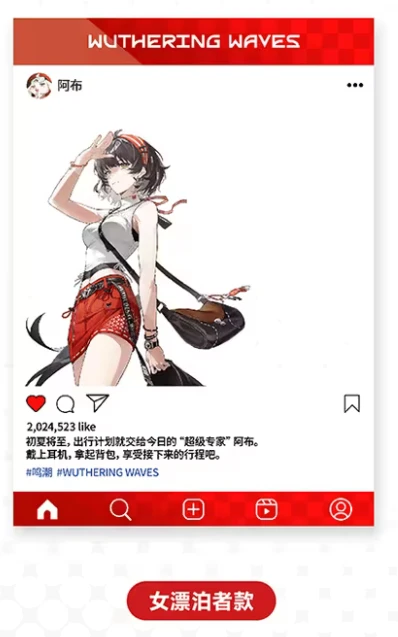 WUTHERING WAVES
阿布
2,024,523 like
初夏将至，出行计划就交给今日的“超级专家”阿布。
戴上耳机，拿起背包，享受接下来的行程吧。
#鸣潮 #WUTHERING WAVES
女漂泊者款